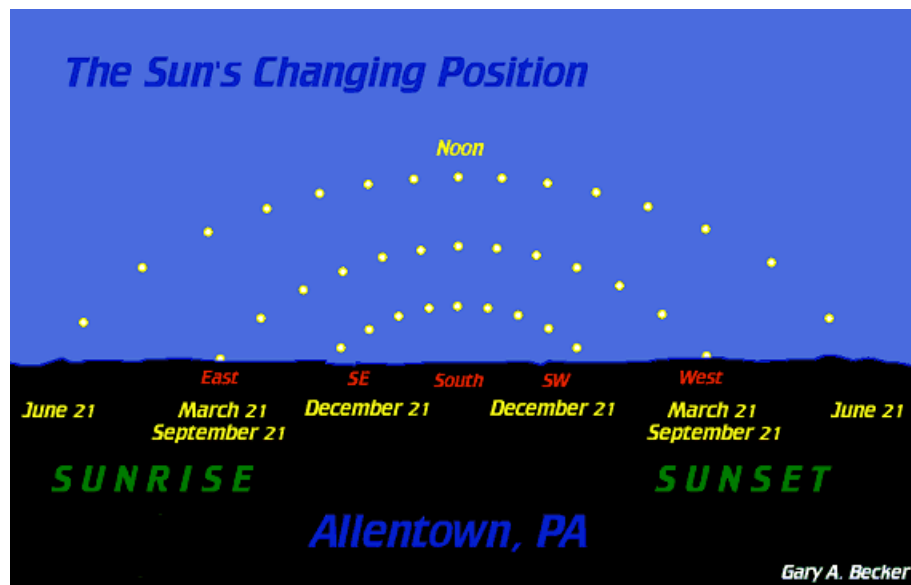 The Sun's Changing Position
Noon
East SE South SW West
June 21 March 21 December 21 December 21 March 21 June 21
September 21 September 21
SUNRISE SUNSET
Allentown, PA
Gary A. Becker